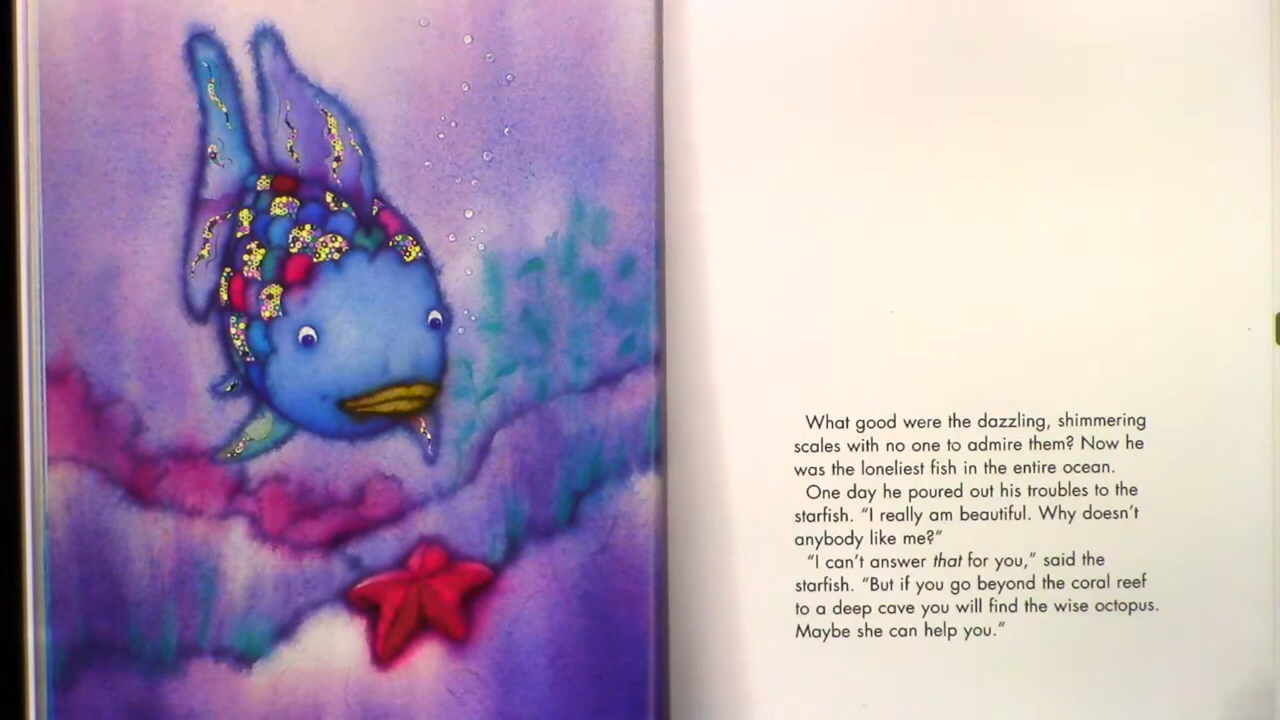 What good were the dazzling, shimmering
scales with no one to admire them? Now he
was the loneliest fish in the entire ocean.
One day he poured out his troubles to the
starfish. “I really am beautiful. Why doesn’t
anybody like me?”
“I can’t answer that for you,” said the
starfish. “But if you go beyond the coral reef
to a deep cave you will find the wise octopus.
Maybe she can help you.”